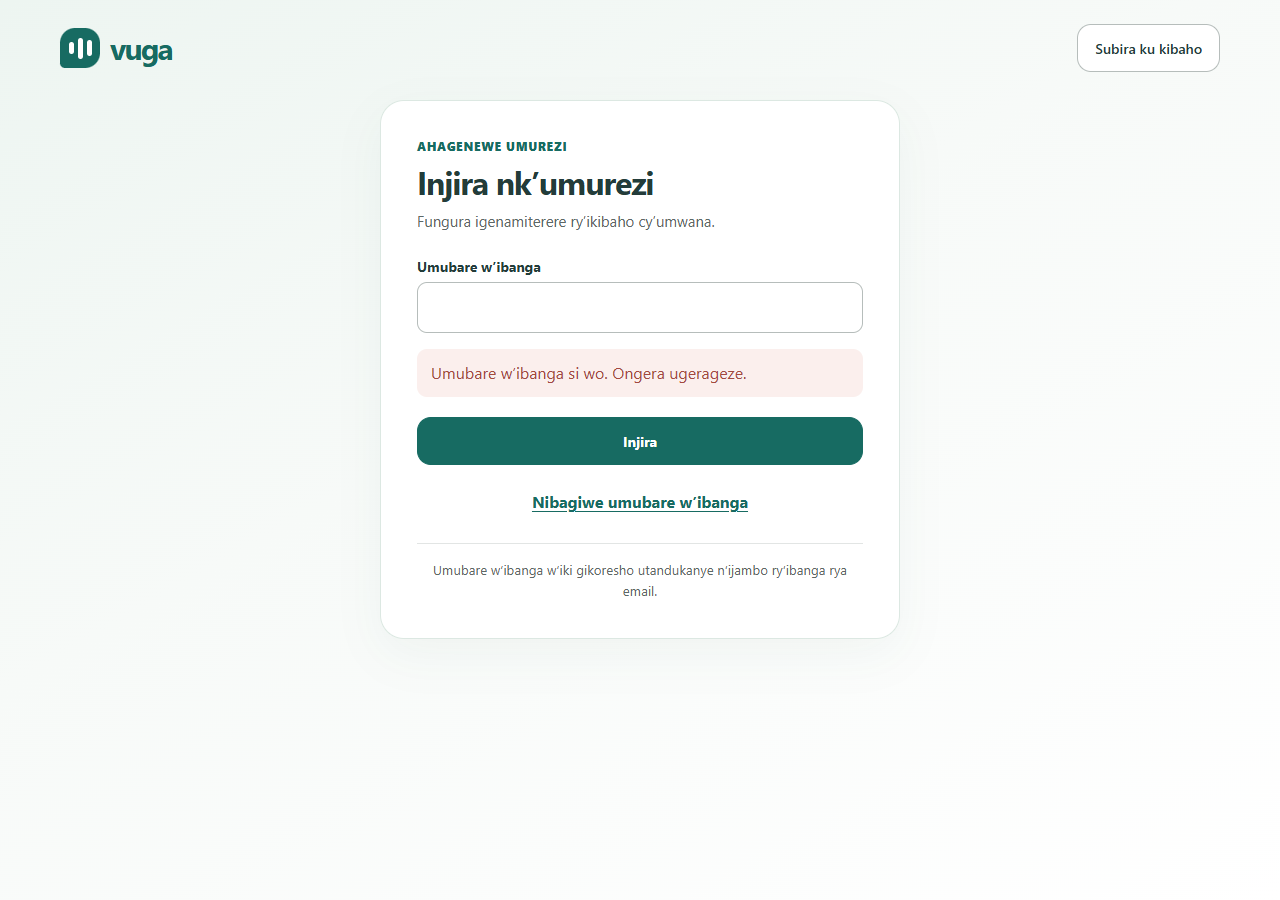 vuga
Subira ku kibaho
AHAGENEWE UMUREZI
Injira nk’umurezi
Fungura igenamiterere ry’ikibaho cy’umwana.
Umubare w’ibanga
Umubare w’ibanga si wo. Ongera ugerageze.
Injira
Nibagiwe umubare w’ibanga
Umubare w’ibanga w’iki gikoresho utandukanye n’ijambo ry’ibanga rya
email.